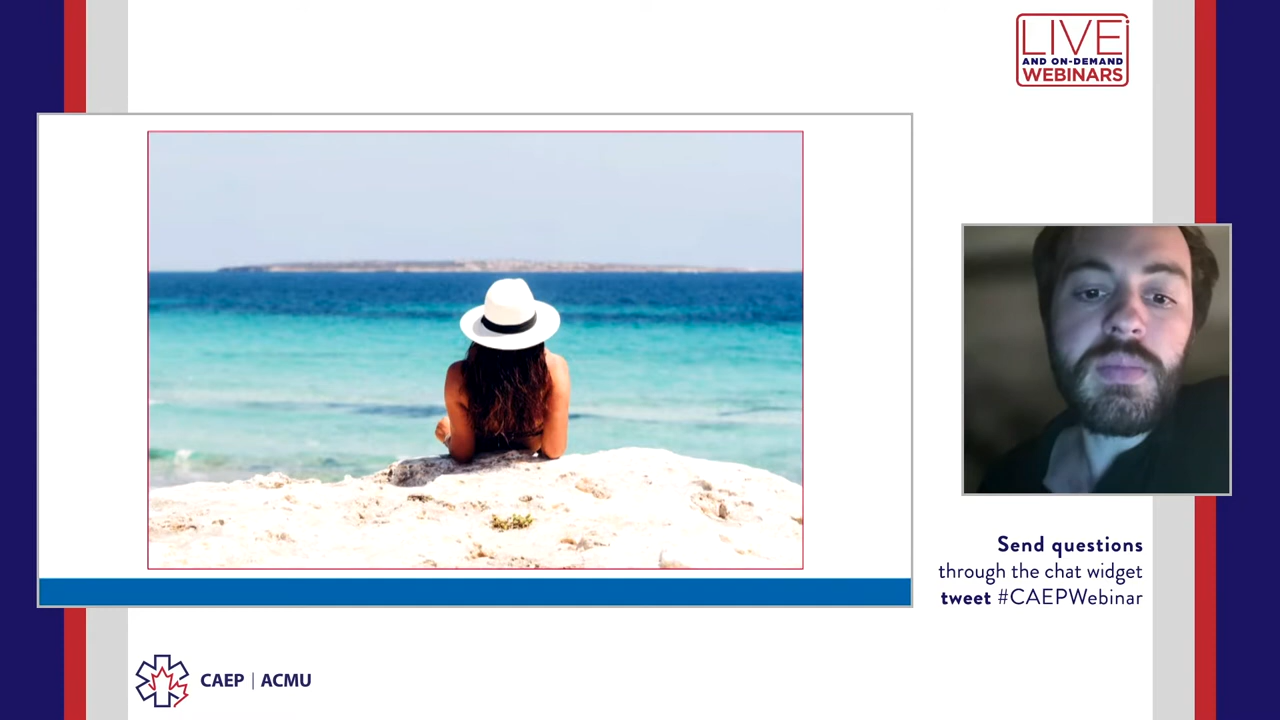 LIVE
AND ON-DEMAND
WEBINARS
Send questions
through the chat widget
tweet #CAEPWebinar
CAEP | ACMU